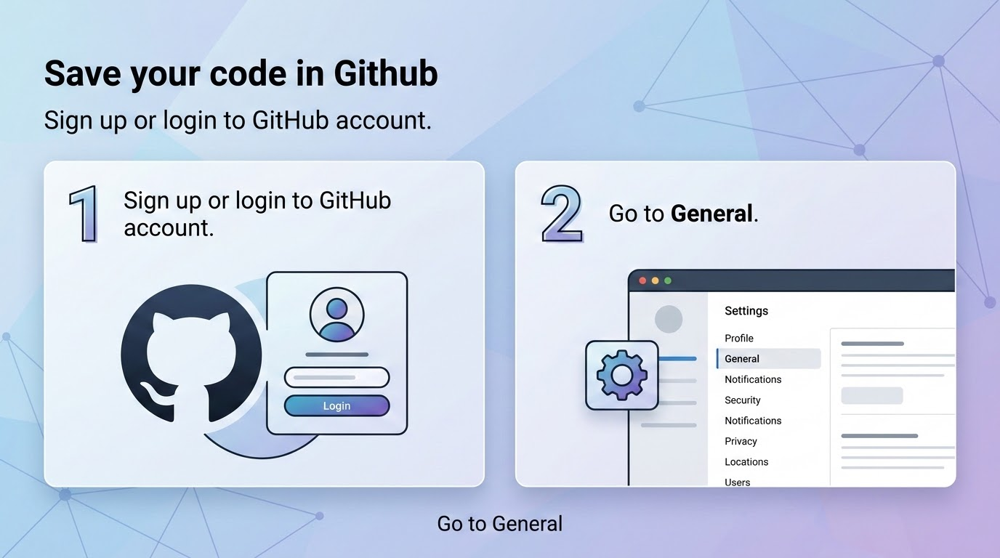 Save your code in Github
Sign up or login to GitHub account.
1
Sign up or login to GitHub
account.
Login
2
Go to General.
Settings
Profile
General
Notifications
Security
Notifications
Privacy
Locations
Users
Go to General